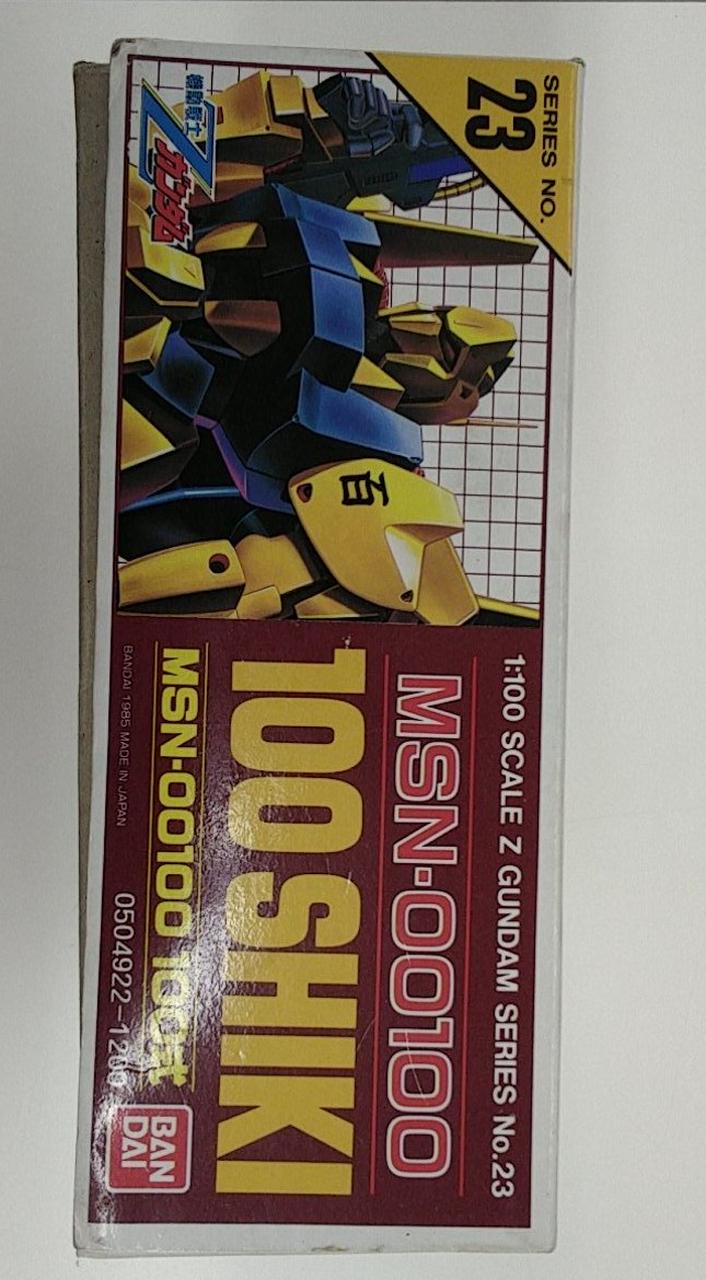 SERIES NO.
23
機動戦士
Zガンダム
百
1:100 SCALE Z GUNDAM SERIES No.23
MSN-00100
100 SHIKI
MSN-00100 100式
BANDAI 1985 MADE IN JAPAN
0504922-1200
BAN
DAI